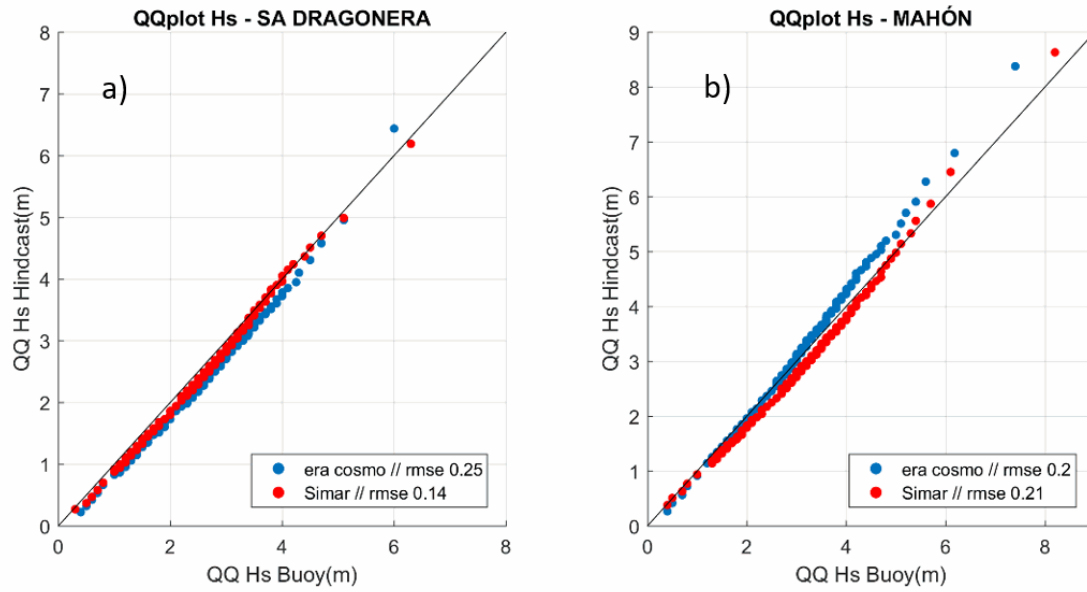 QQplot Hs - SA DRAGONERA
a)
8
7
6
5
4
3
2
1
0
QQ Hs Hindcast(m)
0 2 4 6 8
QQ Hs Buoy(m)
era cosmo // rmse 0.25
Simar // rmse 0.14
QQplot Hs - MAHÓN
b)
9
8
7
6
5
4
3
2
1
0
QQ Hs Hindcast(m)
0 2 4 6 8
QQ Hs Buoy(m)
era cosmo // rmse 0.2
Simar // rmse 0.21